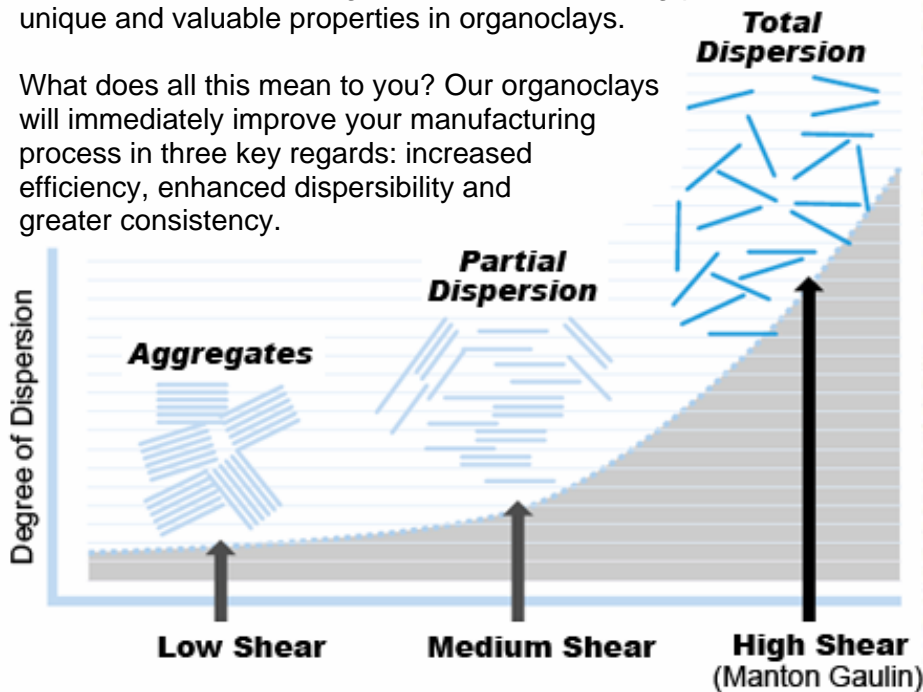 unique and valuable properties in organoclays.
What does all this mean to you? Our organoclays
will immediately improve your manufacturing
process in three key regards: increased
efficiency, enhanced dispersibility and
greater consistency.
Total
Dispersion
Partial
Dispersion
Aggregates
Degree of Dispersion
Low Shear
Medium Shear
High Shear
(Manton Gaulin)